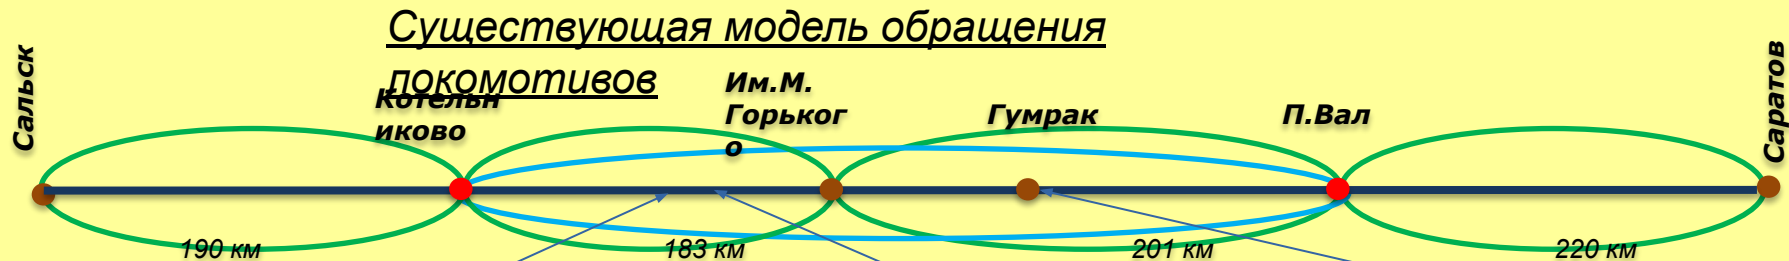 Существующая модель обращения
локомотивов
Сальск
Котельн
иково
Им.М.
Горьког
о
Гумрак
П.Вал
Саратов
190 км
183 км
201 км
220 км